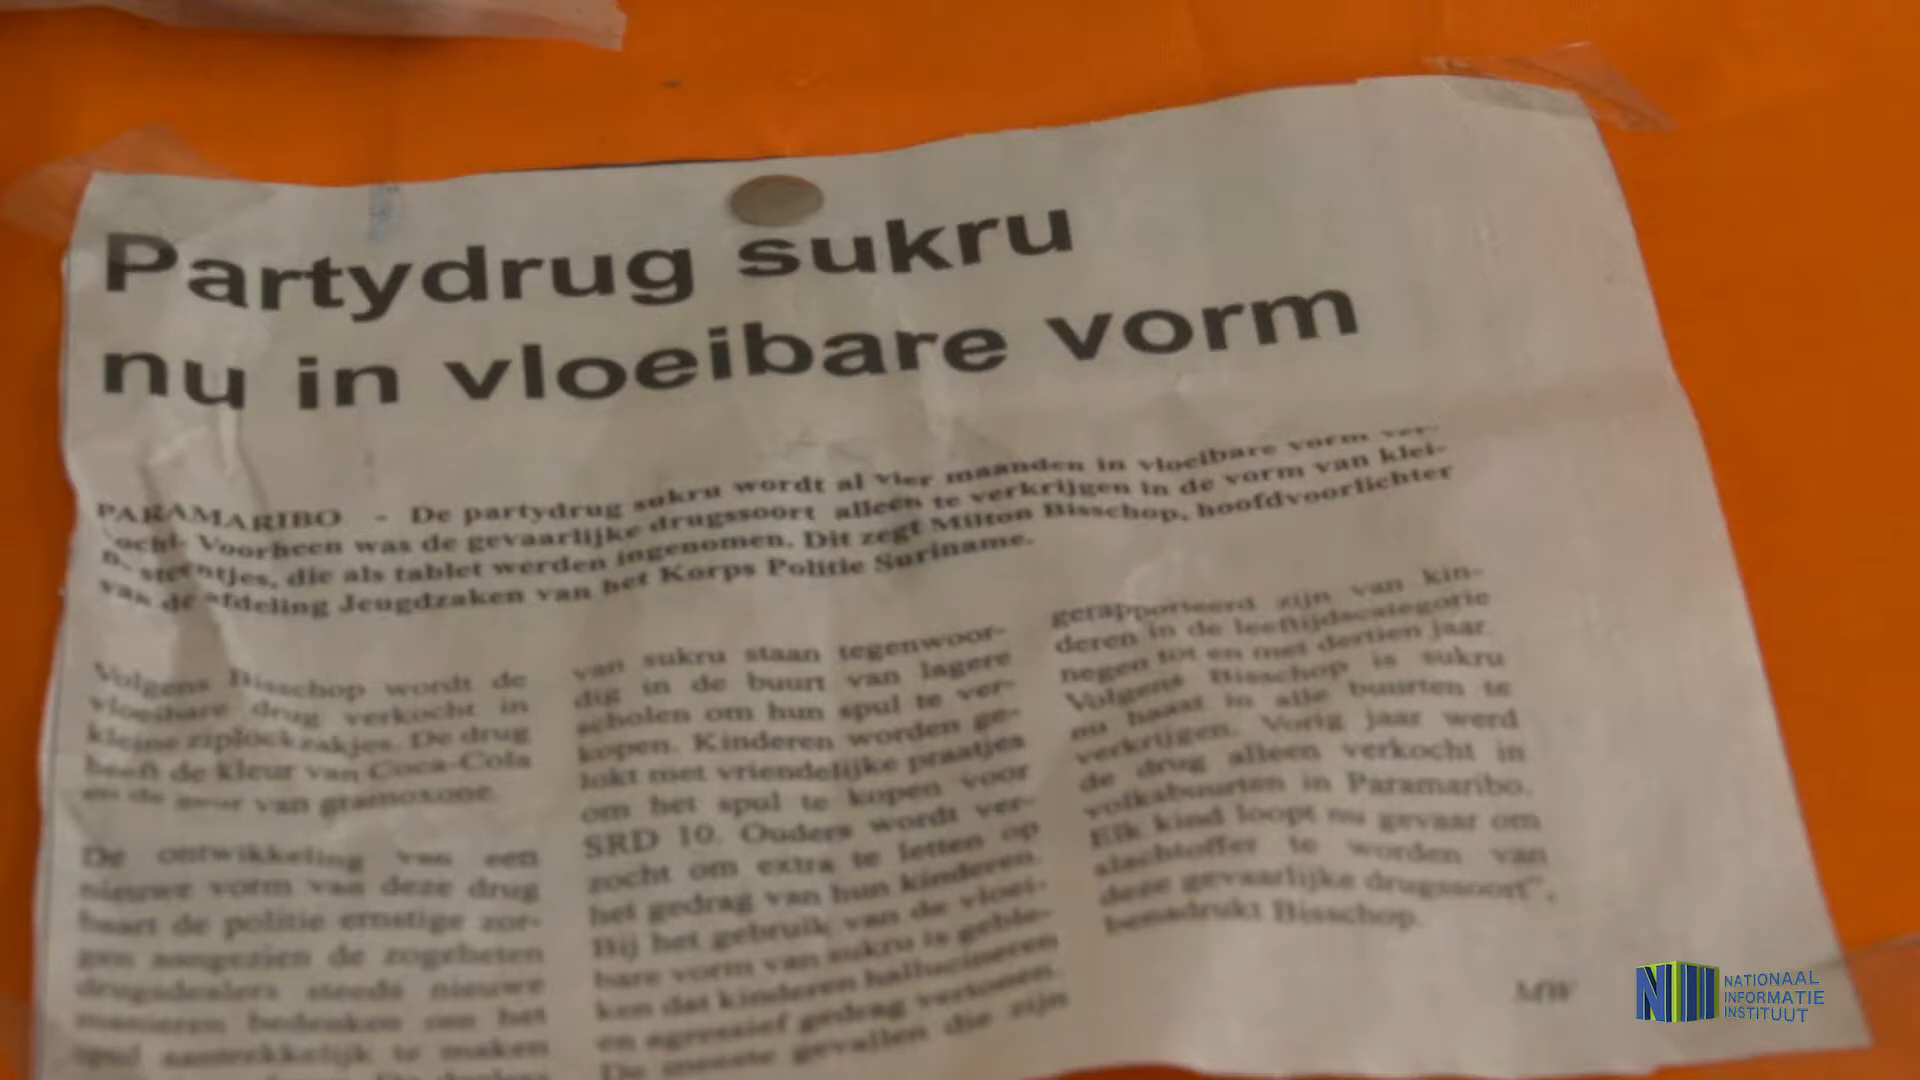 Partydrug sukru
nu in vloeibare vorm
PARAMARIBO - De partydrug sukru wordt al vier maanden in vloeibare vorm ver-
Voorheen was de gevaarlijke drugssoort alleen te verkrijgen in de vorm van klei-
die als tablet werden ingenomen. Dit zegt Milton Bisschop, hoofdvoorlichter
van de afdeling Jeugdzaken van het Korps Politie Suriname.
Volgens Bisschop wordt de
vloeibare drug verkocht in
kleine ziplockzakjes. De drug
heeft de kleur van Coca-Cola
en de geur van gramoxone.
De ontwikkeling van een
nieuwe vorm van deze drug
baart de politie ernstige zor-
gen aangezien de zogeheten
drugsdealers steeds nieuwe
manieren bedenken om het
spul aantrekkelijk te maken
van sukru staan tegenwoor-
dig in de buurt van lagere
scholen om hun spul te ver-
kopen. Kinderen worden ge-
lokt met vriendelijke praatjes
om het spul te kopen voor
SRD 10. Ouders wordt ver-
zocht om extra te letten op
het gedrag van hun kinderen.
Bij het gebruik van de vloei-
bare vorm van sukru is geble-
ken dat kinderen hallucineren
en agressief gedrag vertonen.
De meeste gevallen die zijn
gerapporteerd zijn van kin-
deren in de leeftijdscategorie
negen tot en met dertien jaar.
Volgens Bisschop is sukru
nu haast in alle buurten te
verkrijgen. Vorig jaar werd
de drug alleen verkocht in
volksbuurten in Paramaribo.
Elk kind loopt nu gevaar om
slachtoffer te worden van
deze gevaarlijke drugssoort”,
benadrukt Bisschop.
MW
NATIONAAL
INFORMATIE
INSTITUUT